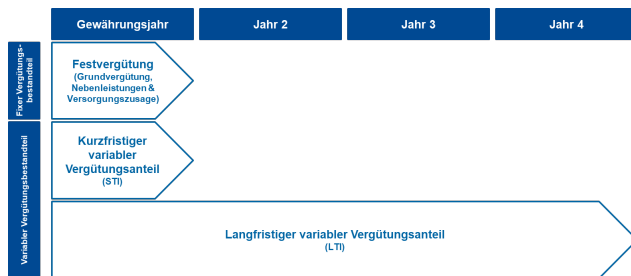 Gewährungsjahr
Jahr 2
Jahr 3
Jahr 4
Fixer Vergütungs-
bestandteil
Festvergütung
(Grundvergütung,
Nebenleistungen &
Versorgungszusage)
Variabler Vergütungsbestandteil
Kurzfristiger
variabler
Vergütungsanteil
(STI)
Langfristiger variabler Vergütungsanteil
(LTI)